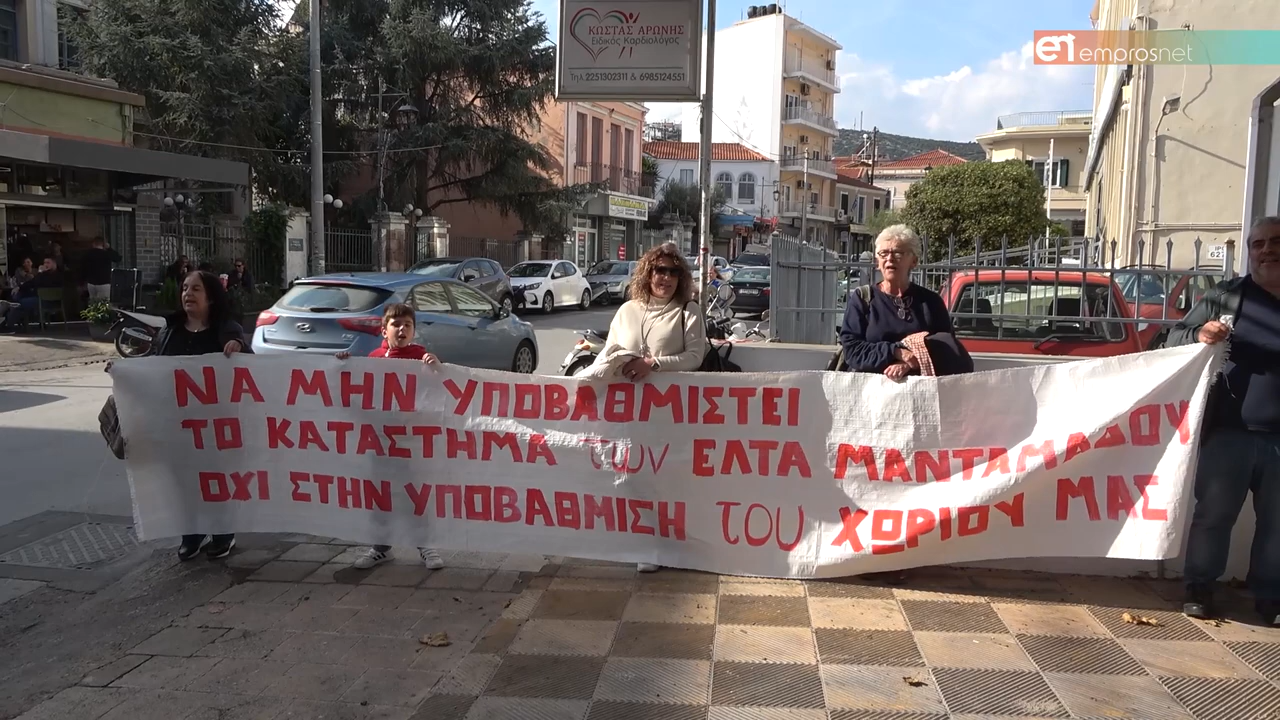 ΚΩΣΤΑΣ ΑΡΩΝΗΣ
Ειδικός Καρδιολόγος
Τηλ. 2251302311 & 6985124551
emprosnet
ΝΑ ΜΗΝ ΥΠΟΒΑΘΜΙΣΤΕΙ
ΤΟ ΚΑΤΑΣΤΗΜΑ των ΕΛΤΑ ΜΑΝΤΑΜΑΔΟΥ
ΟΧΙ ΣΤΗΝ ΥΠΟΒΑΘΜΙΣΗ ΤΟΥ ΧΩΡΙΟΥ ΜΑΣ